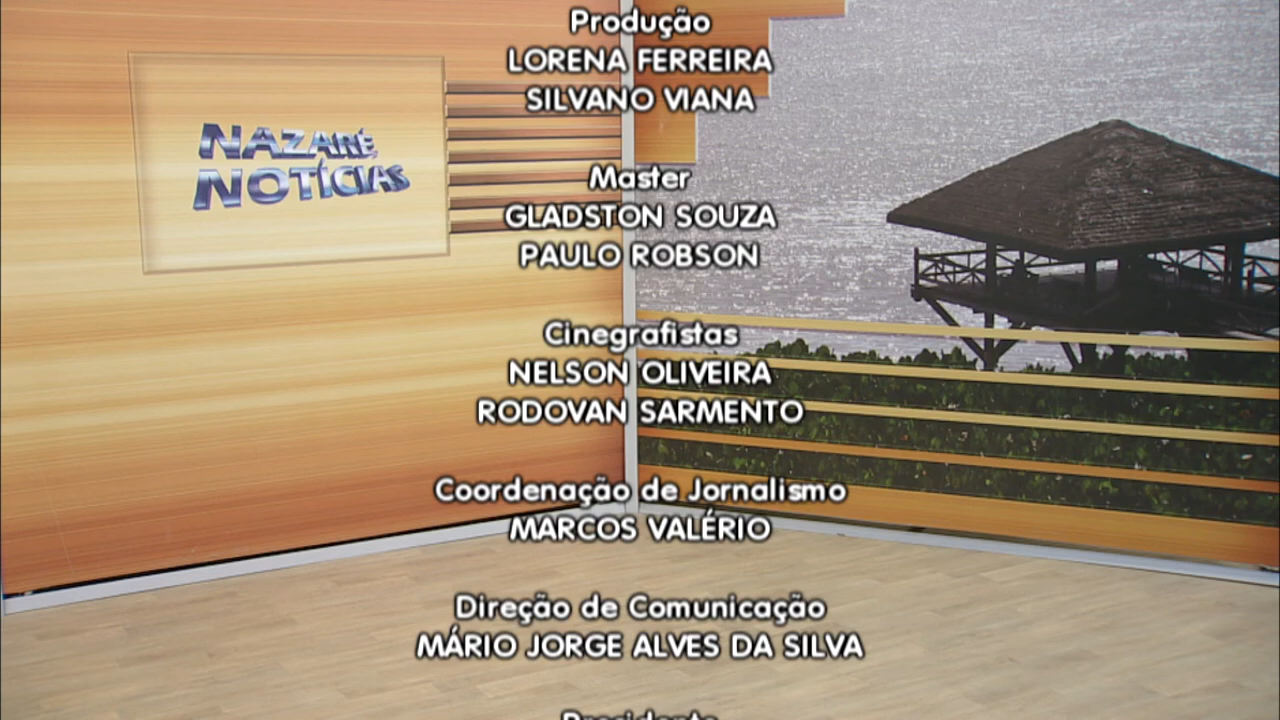 NAZARÉ
NOTÍCIAS
Produção
LORENA FERREIRA
SILVANO VIANA
Master
GLADSTON SOUZA
PAULO ROBSON
Cinegrafistas
NELSON OLIVEIRA
RODOVAN SARMENTO
Coordenação de Jornalismo
MARCOS VALÉRIO
Direção de Comunicação
MÁRIO JORGE ALVES DA SILVA
Presidente